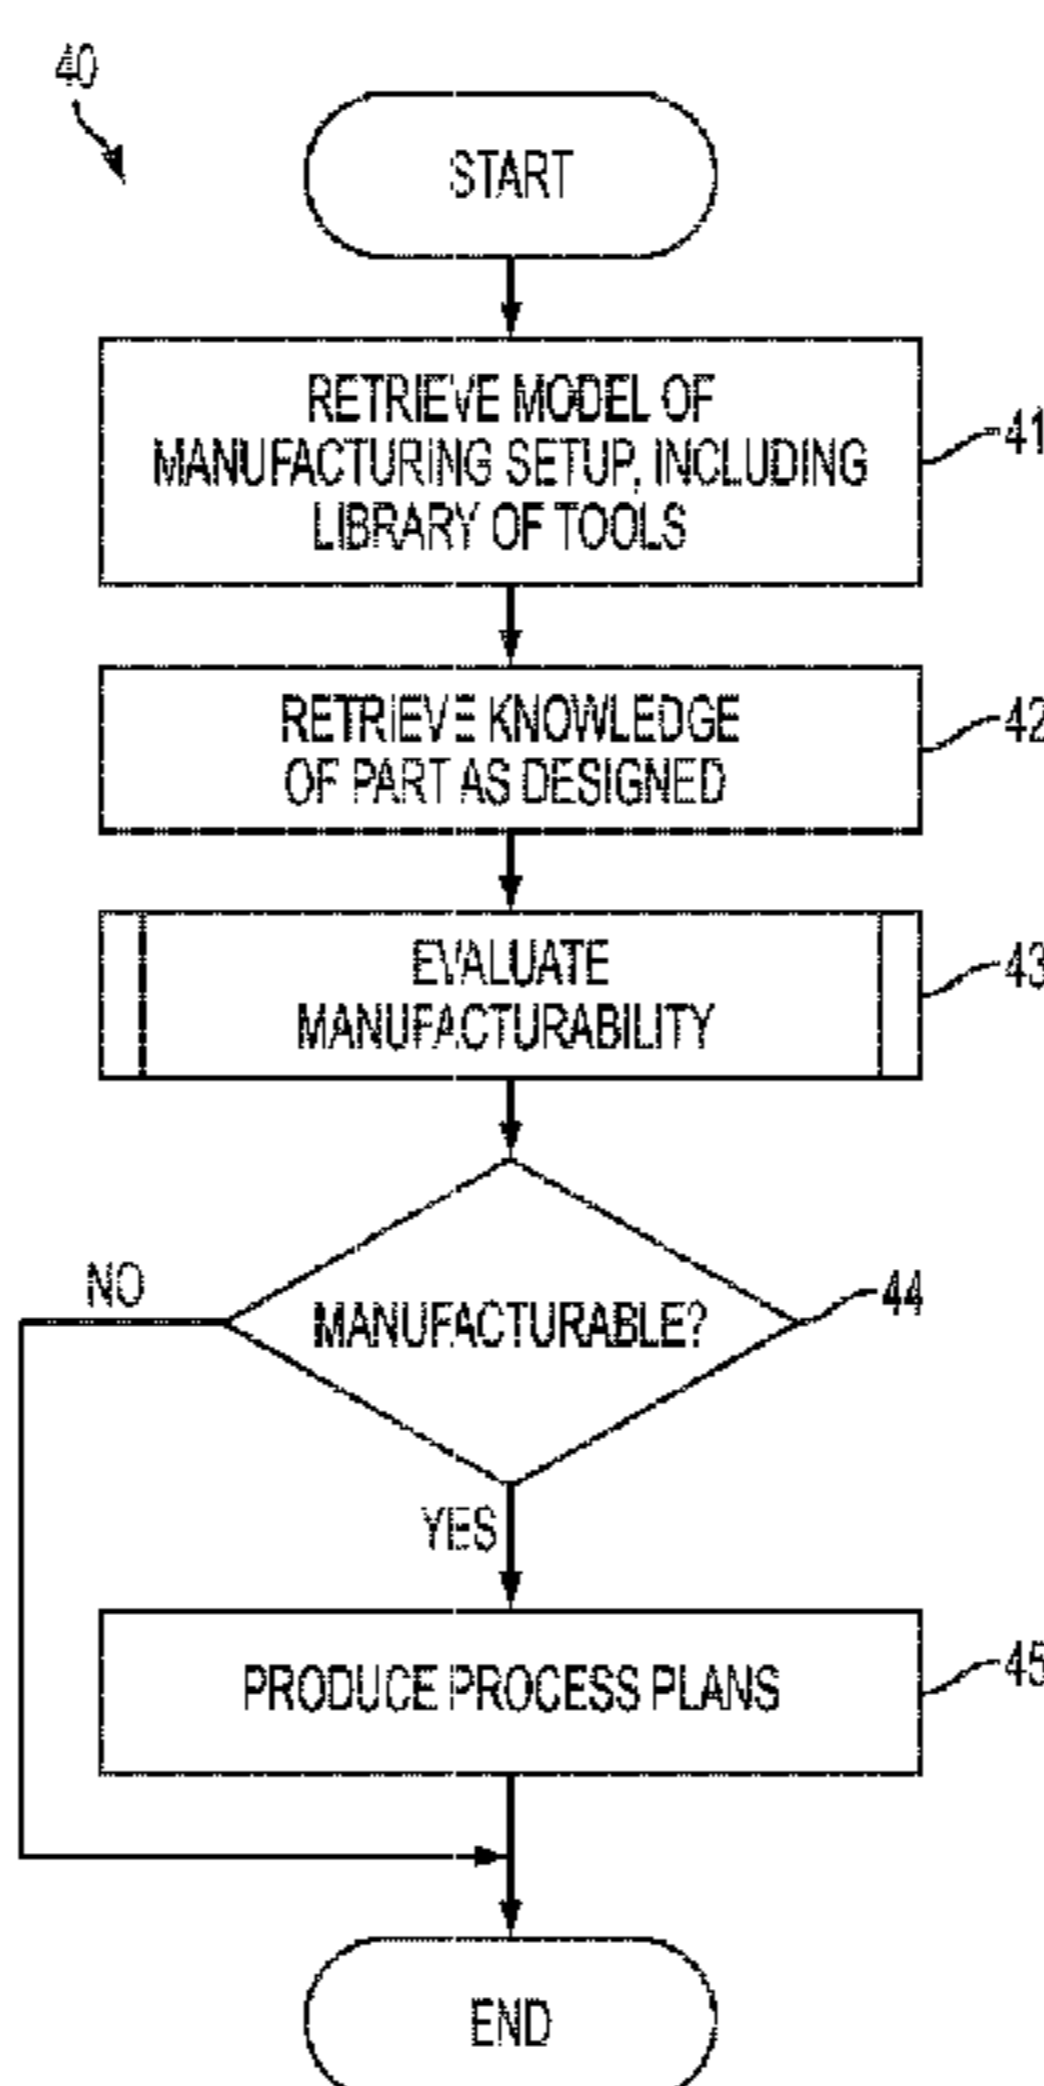 40
START
RETRIEVE MODEL OF
MANUFACTURING SETUP, INCLUDING
LIBRARY OF TOOLS
41
RETRIEVE KNOWLEDGE
OF PART AS DESIGNED
42
EVALUATE
MANUFACTURABILITY
43
NO
MANUFACTURABLE?
44
YES
PRODUCE PROCESS PLANS
45
END